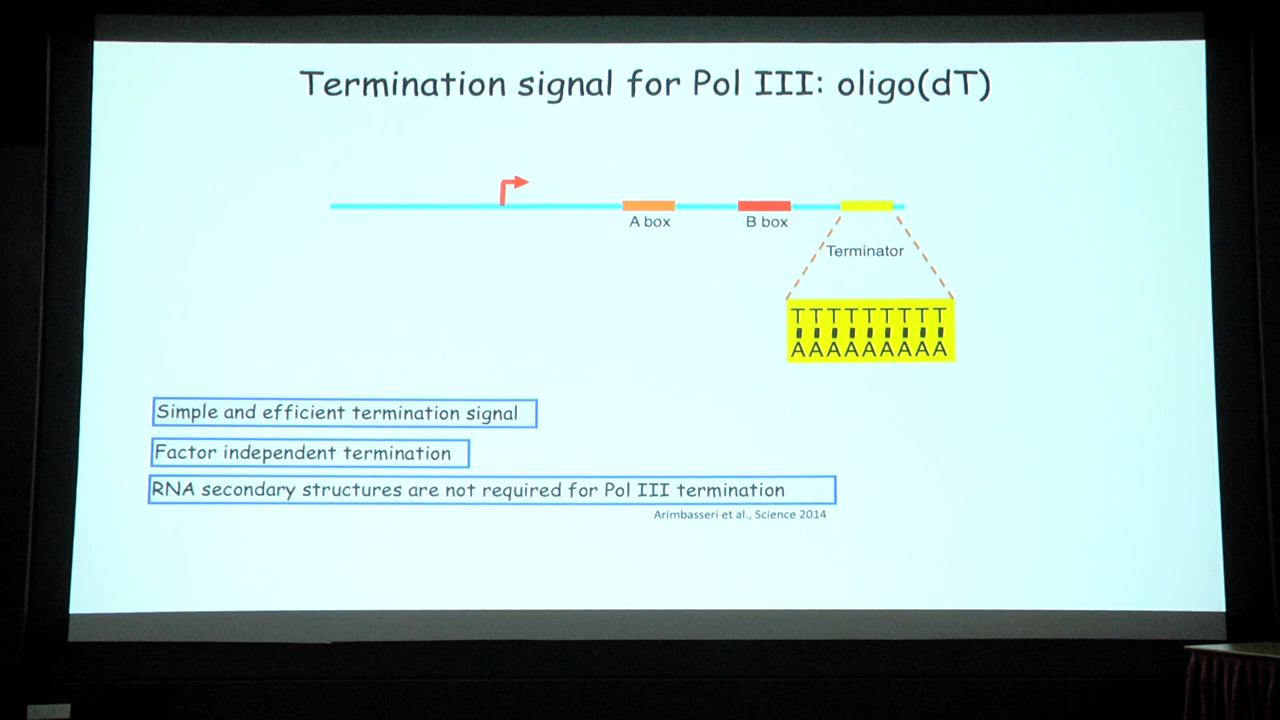 Termination signal for Pol III: oligo(dT)
A box
B box
Terminator
TTTTTTTTT
AAAAAAAAA
Simple and efficient termination signal
Factor independent termination
RNA secondary structures are not required for Pol III termination
Arimbasseri et al., Science 2014